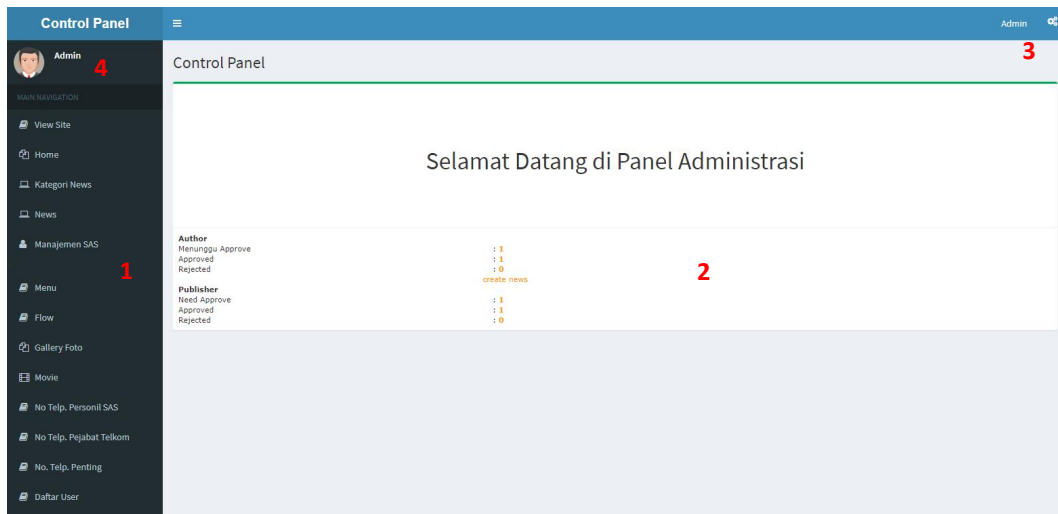 Control Panel
Admin
3
Admin
4
Control Panel
MAIN NAVIGATION
View Site
Home
Kategori News
News
Manajemen SAS
1
Menu
Flow
Gallery Foto
Movie
No Telp. Personil SAS
No Telp. Pejabat Telkom
No. Telp. Penting
Daftar User
Selamat Datang di Panel Administrasi
Author
Menunggu Approve : 1
Approved : 1
Rejected : 0
create news
2
Publisher
Need Approve : 1
Approved : 1
Rejected : 0